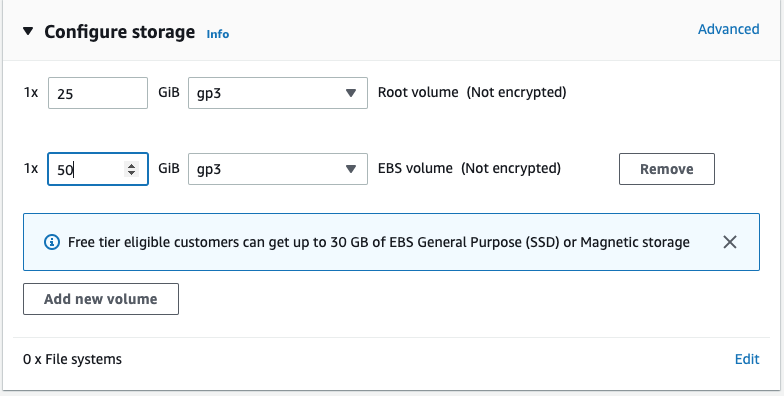 Configure storage Info Advanced
1x 25 GiB gp3 Root volume (Not encrypted)
1x 50 GiB gp3 EBS volume (Not encrypted) Remove
Free tier eligible customers can get up to 30 GB of EBS General Purpose (SSD) or Magnetic storage
Add new volume
0 x File systems Edit